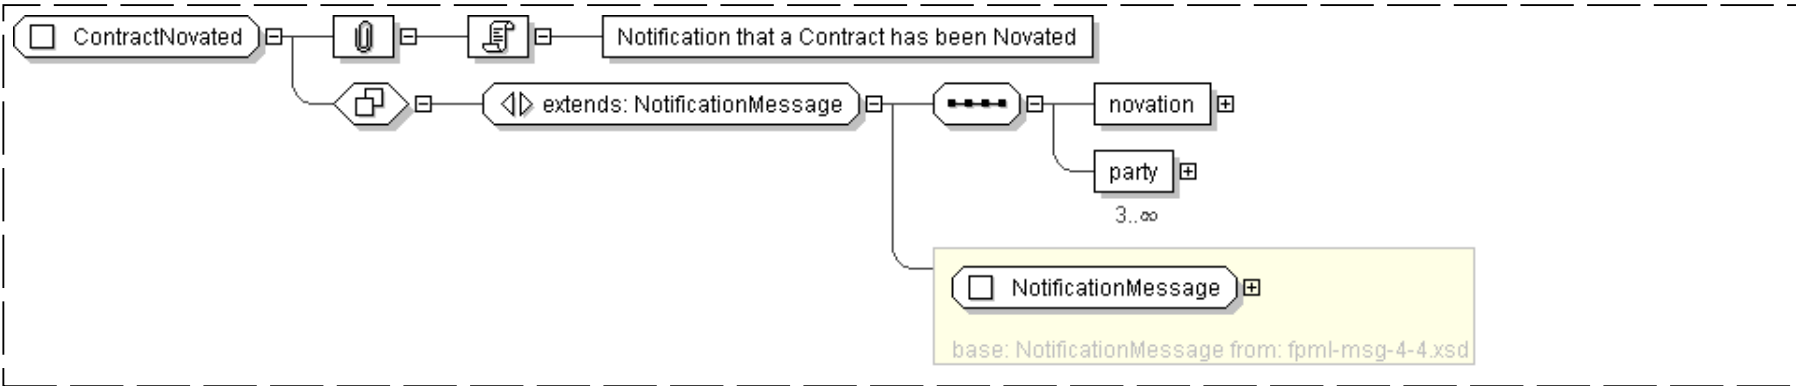 ContractNovated
Notification that a Contract has been Novated
extends: NotificationMessage
novation
party
3..∞
NotificationMessage
base: NotificationMessage from: fpml-msg-4-4.xsd